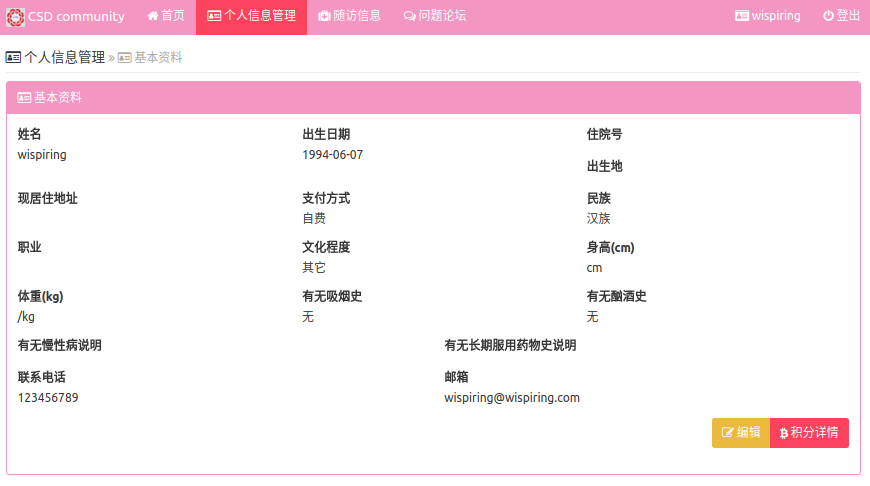 CSD community 首页 个人信息管理 随访信息 问题论坛 wispiring 登出
个人信息管理 » 基本资料
基本资料
姓名 出生日期 住院号
wispiring 1994-06-07
出生地
现居住地址 支付方式 民族
自费 汉族
职业 文化程度 身高(cm)
其它 cm
体重(kg) 有无吸烟史 有无酗酒史
/kg 无 无
有无慢性病说明 有无长期服用药物史说明
联系电话 邮箱
123456789 wispiring@wispiring.com
编辑 积分详情